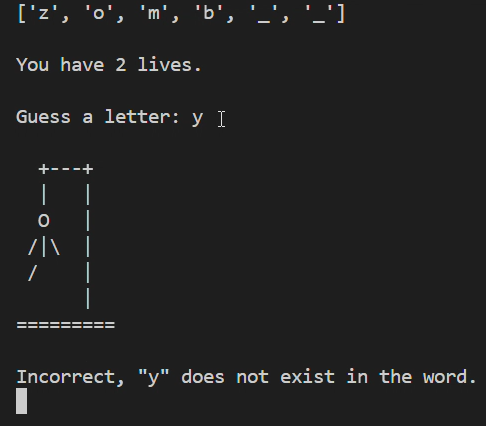 ['z', 'o', 'm', 'b', '_', '_']
You have 2 lives.
Guess a letter: y
  +---+
  |   |
  O   |
 /|\  |
 /    |
      |
=========
Incorrect, "y" does not exist in the word.